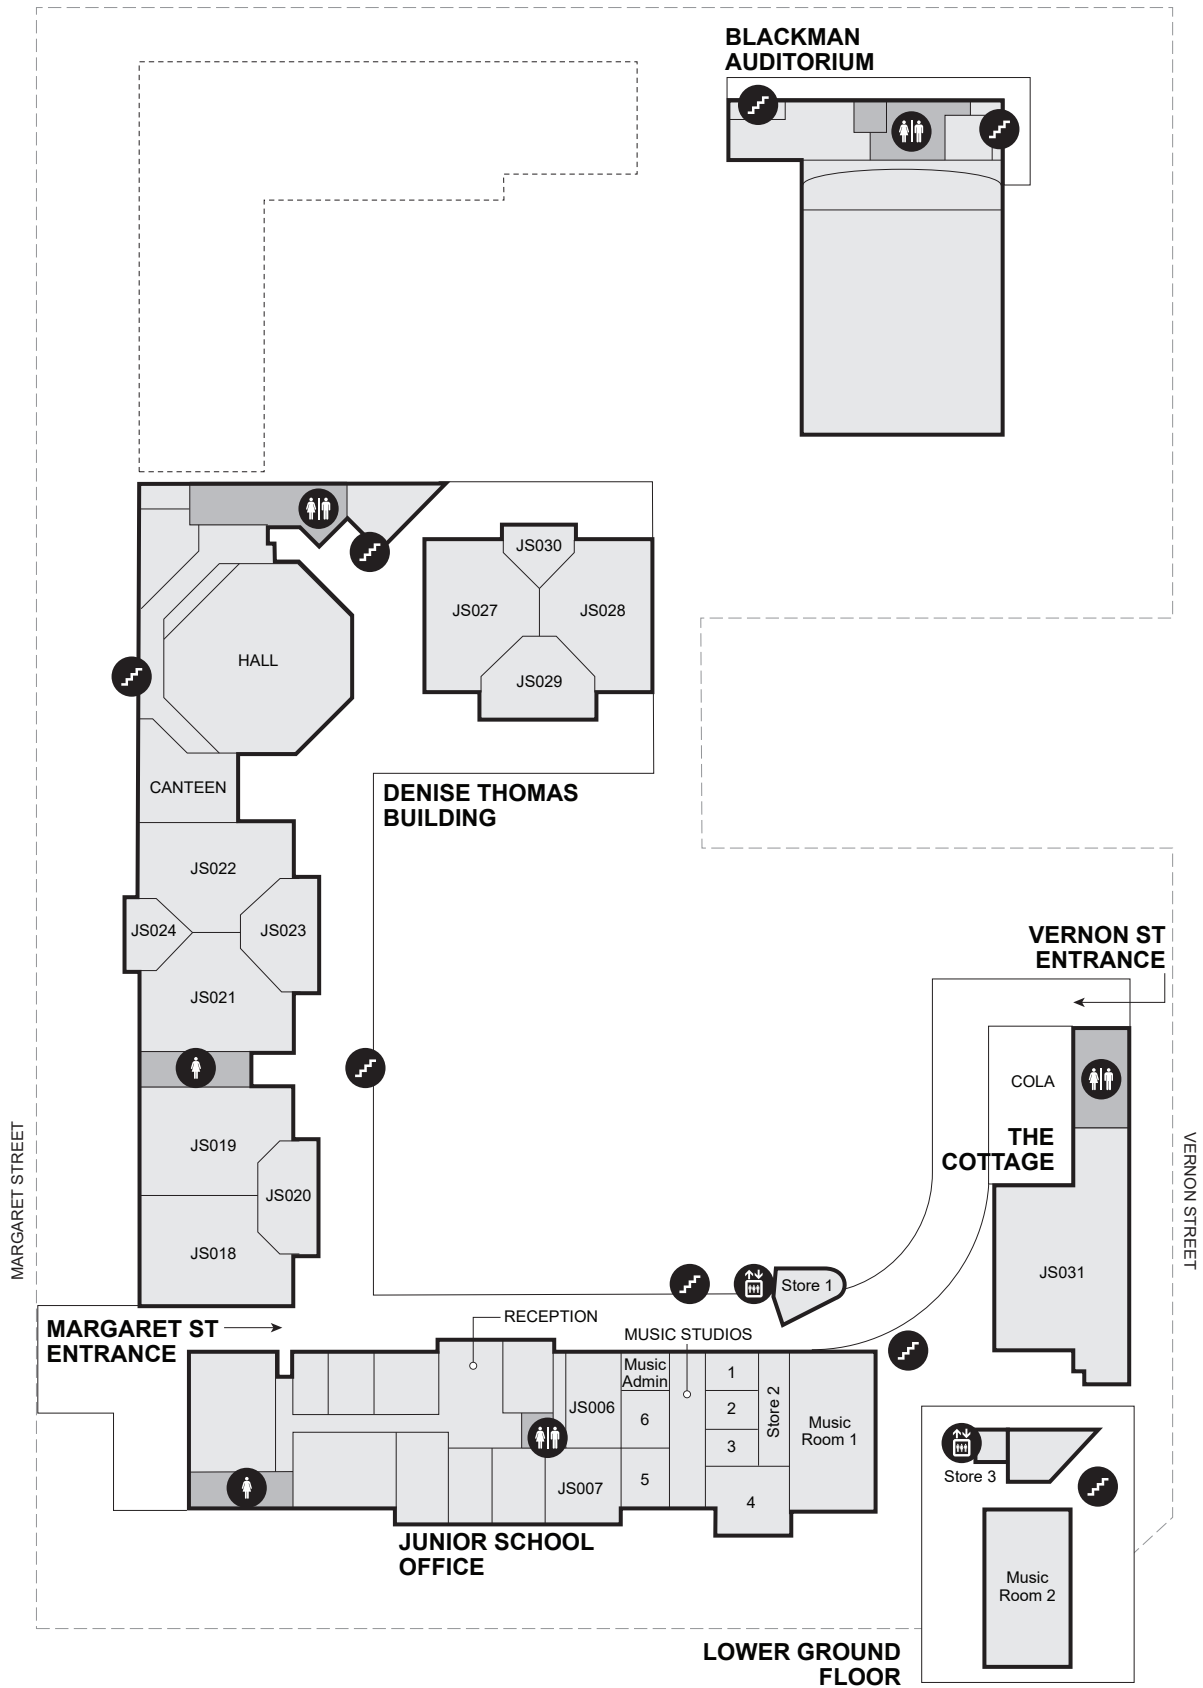 BLACKMAN
AUDITORIUM
JS030
JS027
JS028
JS029
HALL
CANTEEN
DENISE THOMAS
BUILDING
JS022
JS024
JS023
JS021
VERNON ST
ENTRANCE
COLA
THE
COTTAGE
JS019
JS020
JS018
MARGARET STREET
VERNON STREET
JS031
Store 1
MARGARET ST
ENTRANCE
RECEPTION
MUSIC STUDIOS
Music
Admin
JS006
6
5
JS007
1
2
3
4
Store 2
Music
Room 1
JUNIOR SCHOOL
OFFICE
Store 3
Music
Room 2
LOWER GROUND
FLOOR